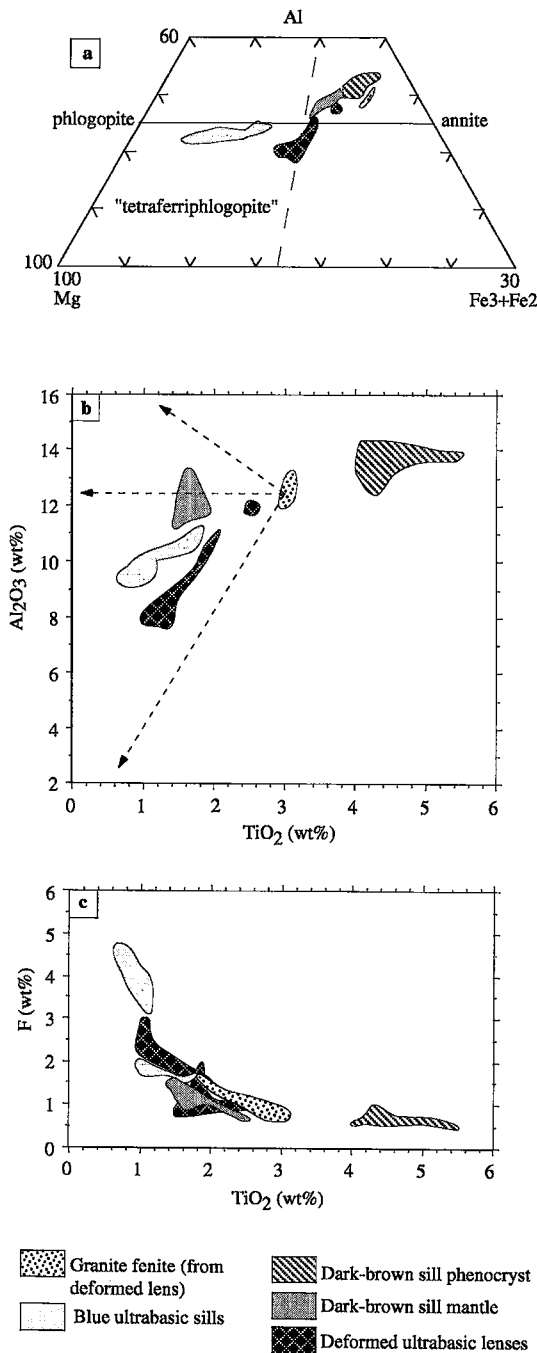 Al
60
a
phlogopite
annite
"tetraferriphlogopite"
100
100
30
Mg
Fe3+Fe2
16
b
14
12
10
8
6
4
2
Al2O3 (wt%)
0 1 2 3 4 5 6
TiO2 (wt%)
6
c
5
4
3
2
1
0
F (wt%)
0 1 2 3 4 5 6
TiO2 (wt%)
Granite fenite (from
deformed lens)
Blue ultrabasic sills
Dark-brown sill phenocryst
Dark-brown sill mantle
Deformed ultrabasic lenses